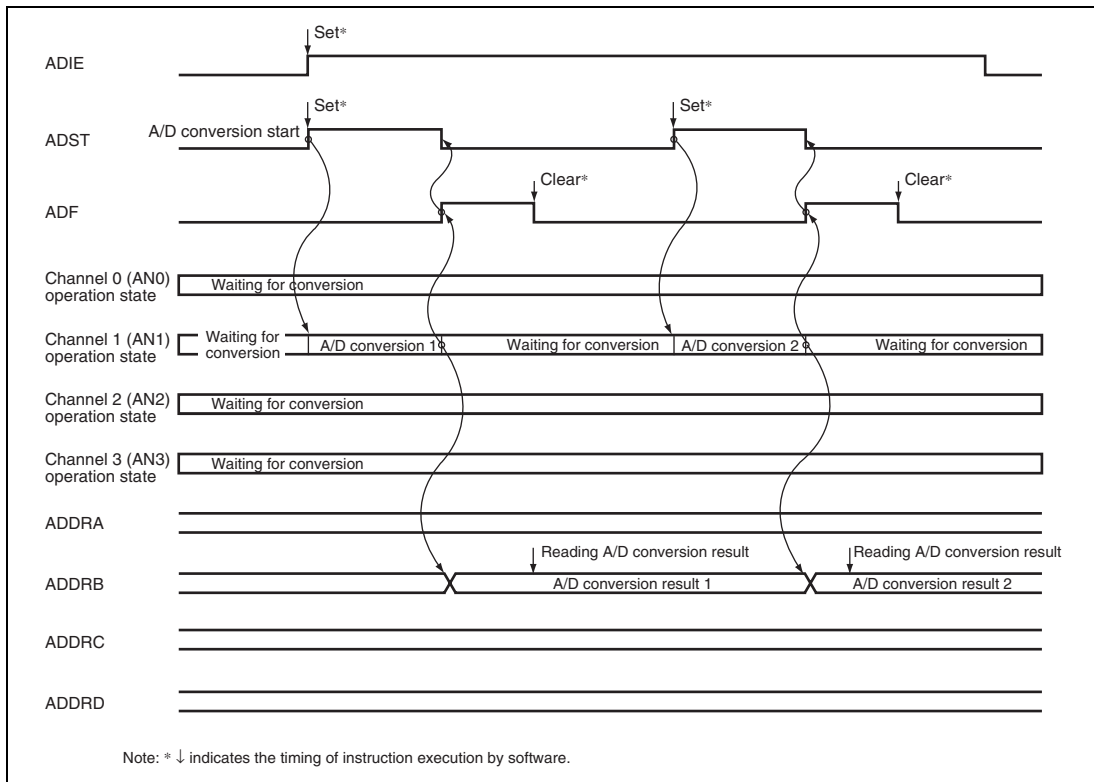 Set*
ADIE
Set*
A/D conversion start
ADST
Clear*
Clear*
ADF
Channel 0 (AN0)
operation state
Waiting for conversion
Channel 1 (AN1)
operation state
Waiting for
conversion
A/D conversion 1
Waiting for conversion
Set*
A/D conversion 2
Waiting for conversion
Channel 2 (AN2)
operation state
Waiting for conversion
Channel 3 (AN3)
operation state
Waiting for conversion
ADDRA
Reading A/D conversion result
Reading A/D conversion result
ADDRB
A/D conversion result 1
A/D conversion result 2
ADDRC
ADDRD
Note: * ↓ indicates the timing of instruction execution by software.